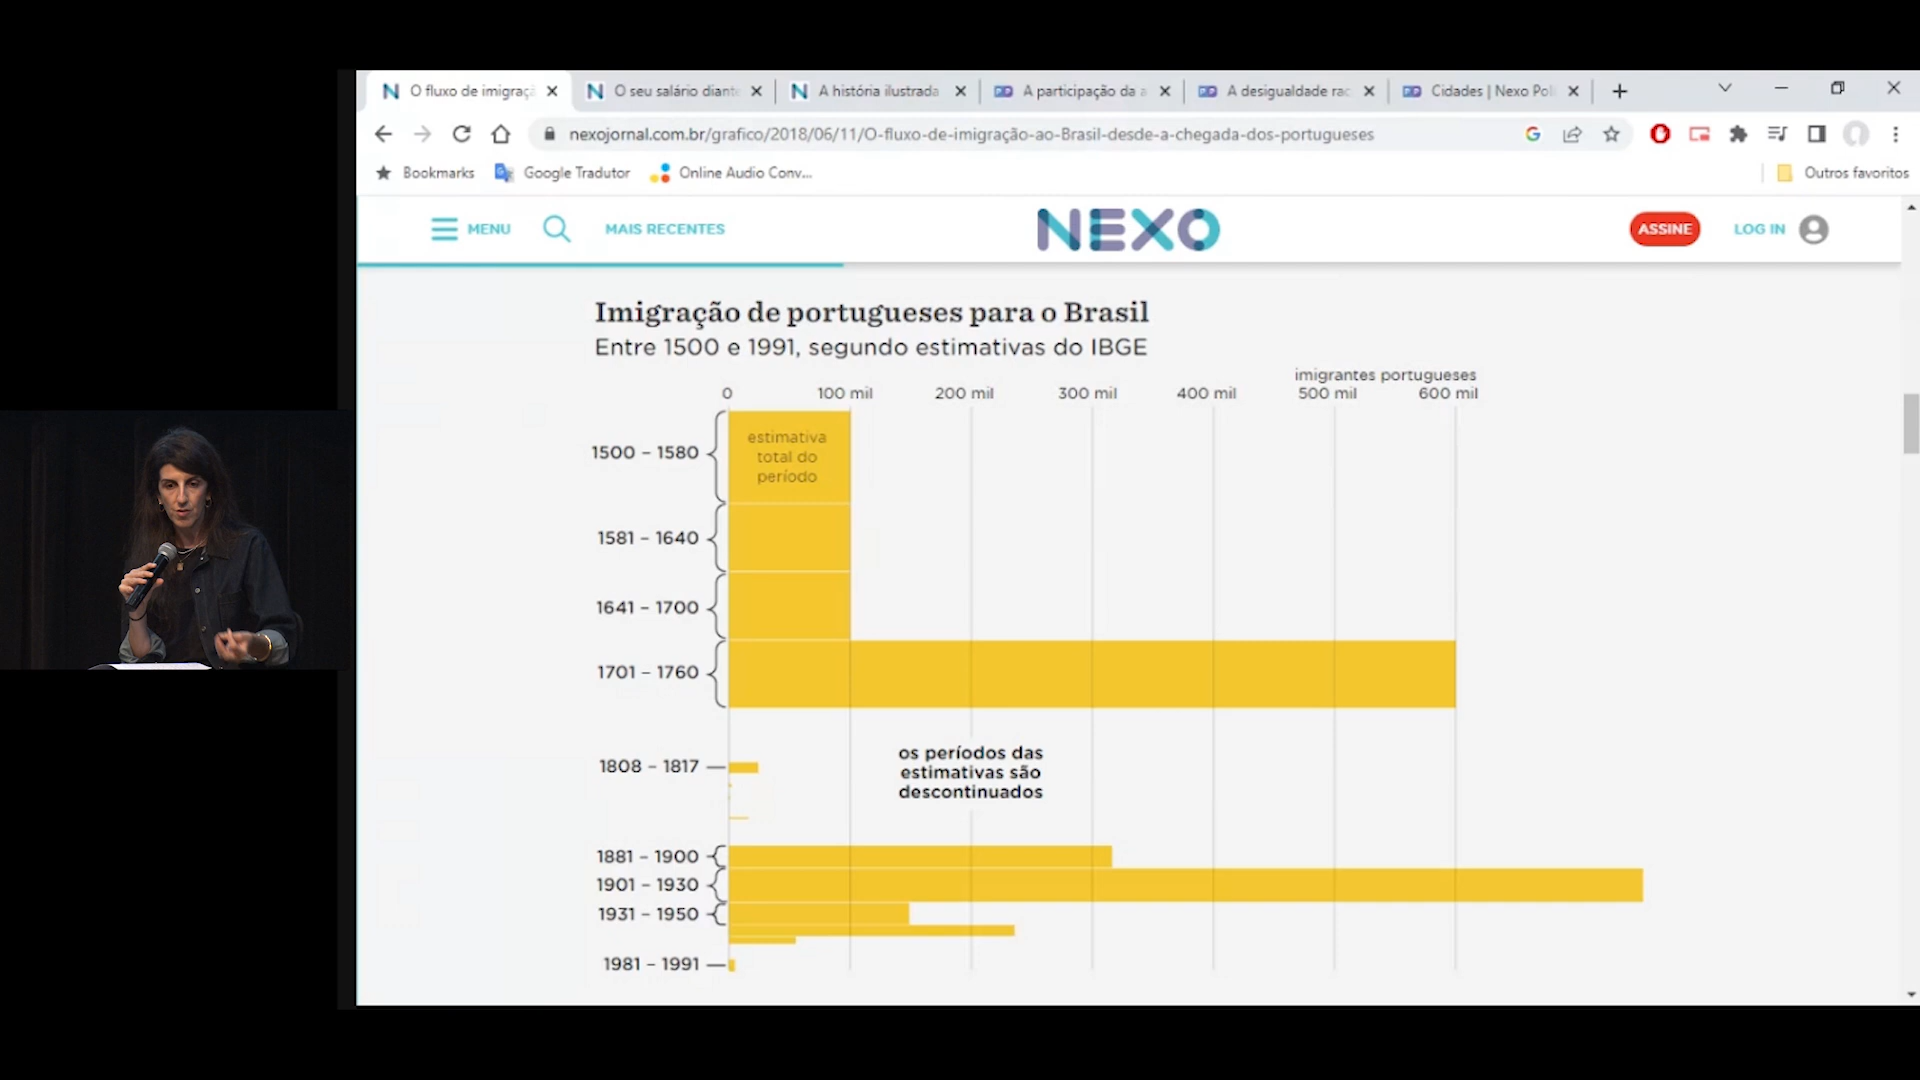 O fluxo de imigraç
O seu salário diant
A história ilustrada
A participação da a
A desigualdade rac
Cidades | Nexo Pol
nexojornal.com.br/grafico/2018/06/11/O-fluxo-de-imigração-ao-Brasil-desde-a-chegada-dos-portugueses
Bookmarks
Google Tradutor
Online Audio Conv...
Outros favoritos
MENU
MAIS RECENTES
NEXO
ASSINE
LOG IN
Imigração de portugueses para o Brasil
Entre 1500 e 1991, segundo estimativas do IBGE
imigrantes portugueses
0 100 mil 200 mil 300 mil 400 mil 500 mil 600 mil
1500 – 1580
estimativa
total do
período
1581 – 1640
1641 – 1700
1701 – 1760
1808 – 1817
os períodos das
estimativas são
descontinuados
1881 – 1900
1901 – 1930
1931 – 1950
1981 – 1991